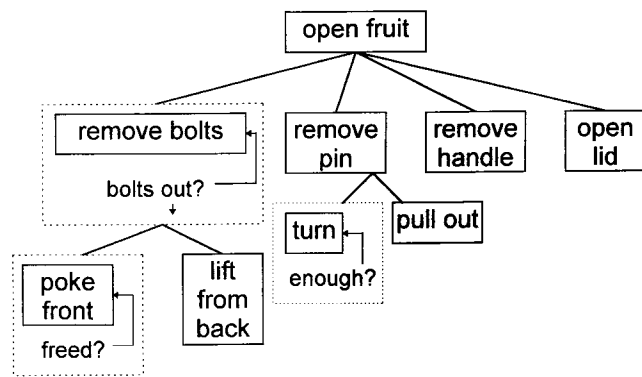 open fruit
remove bolts
bolts out?
remove
pin
remove
handle
open
lid
poke
front
freed?
lift
from
back
turn
enough?
pull out